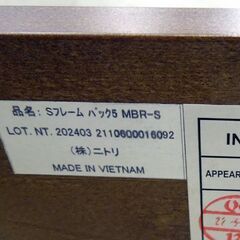 品名: Sフレーム バック5 MBR-S
LOT. NT. 202403 2110600016092
(株)ニトリ
MADE IN VIETNAM
IN
APPEAR